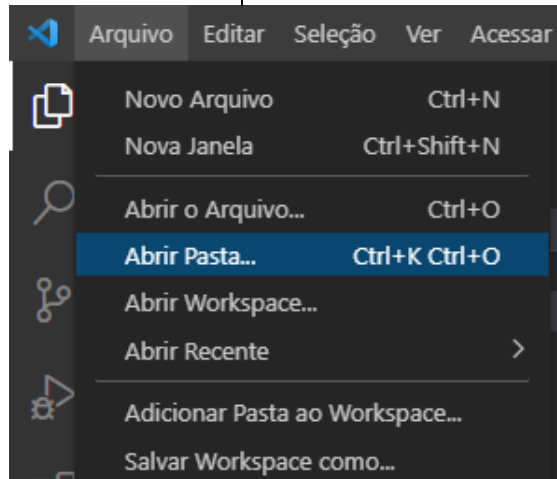 Arquivo Editar Seleção Ver Acessar
Novo Arquivo Ctrl+N
Nova Janela Ctrl+Shift+N
Abrir o Arquivo... Ctrl+O
Abrir Pasta... Ctrl+K Ctrl+O
Abrir Workspace...
Abrir Recente
Adicionar Pasta ao Workspace...
Salvar Workspace como...